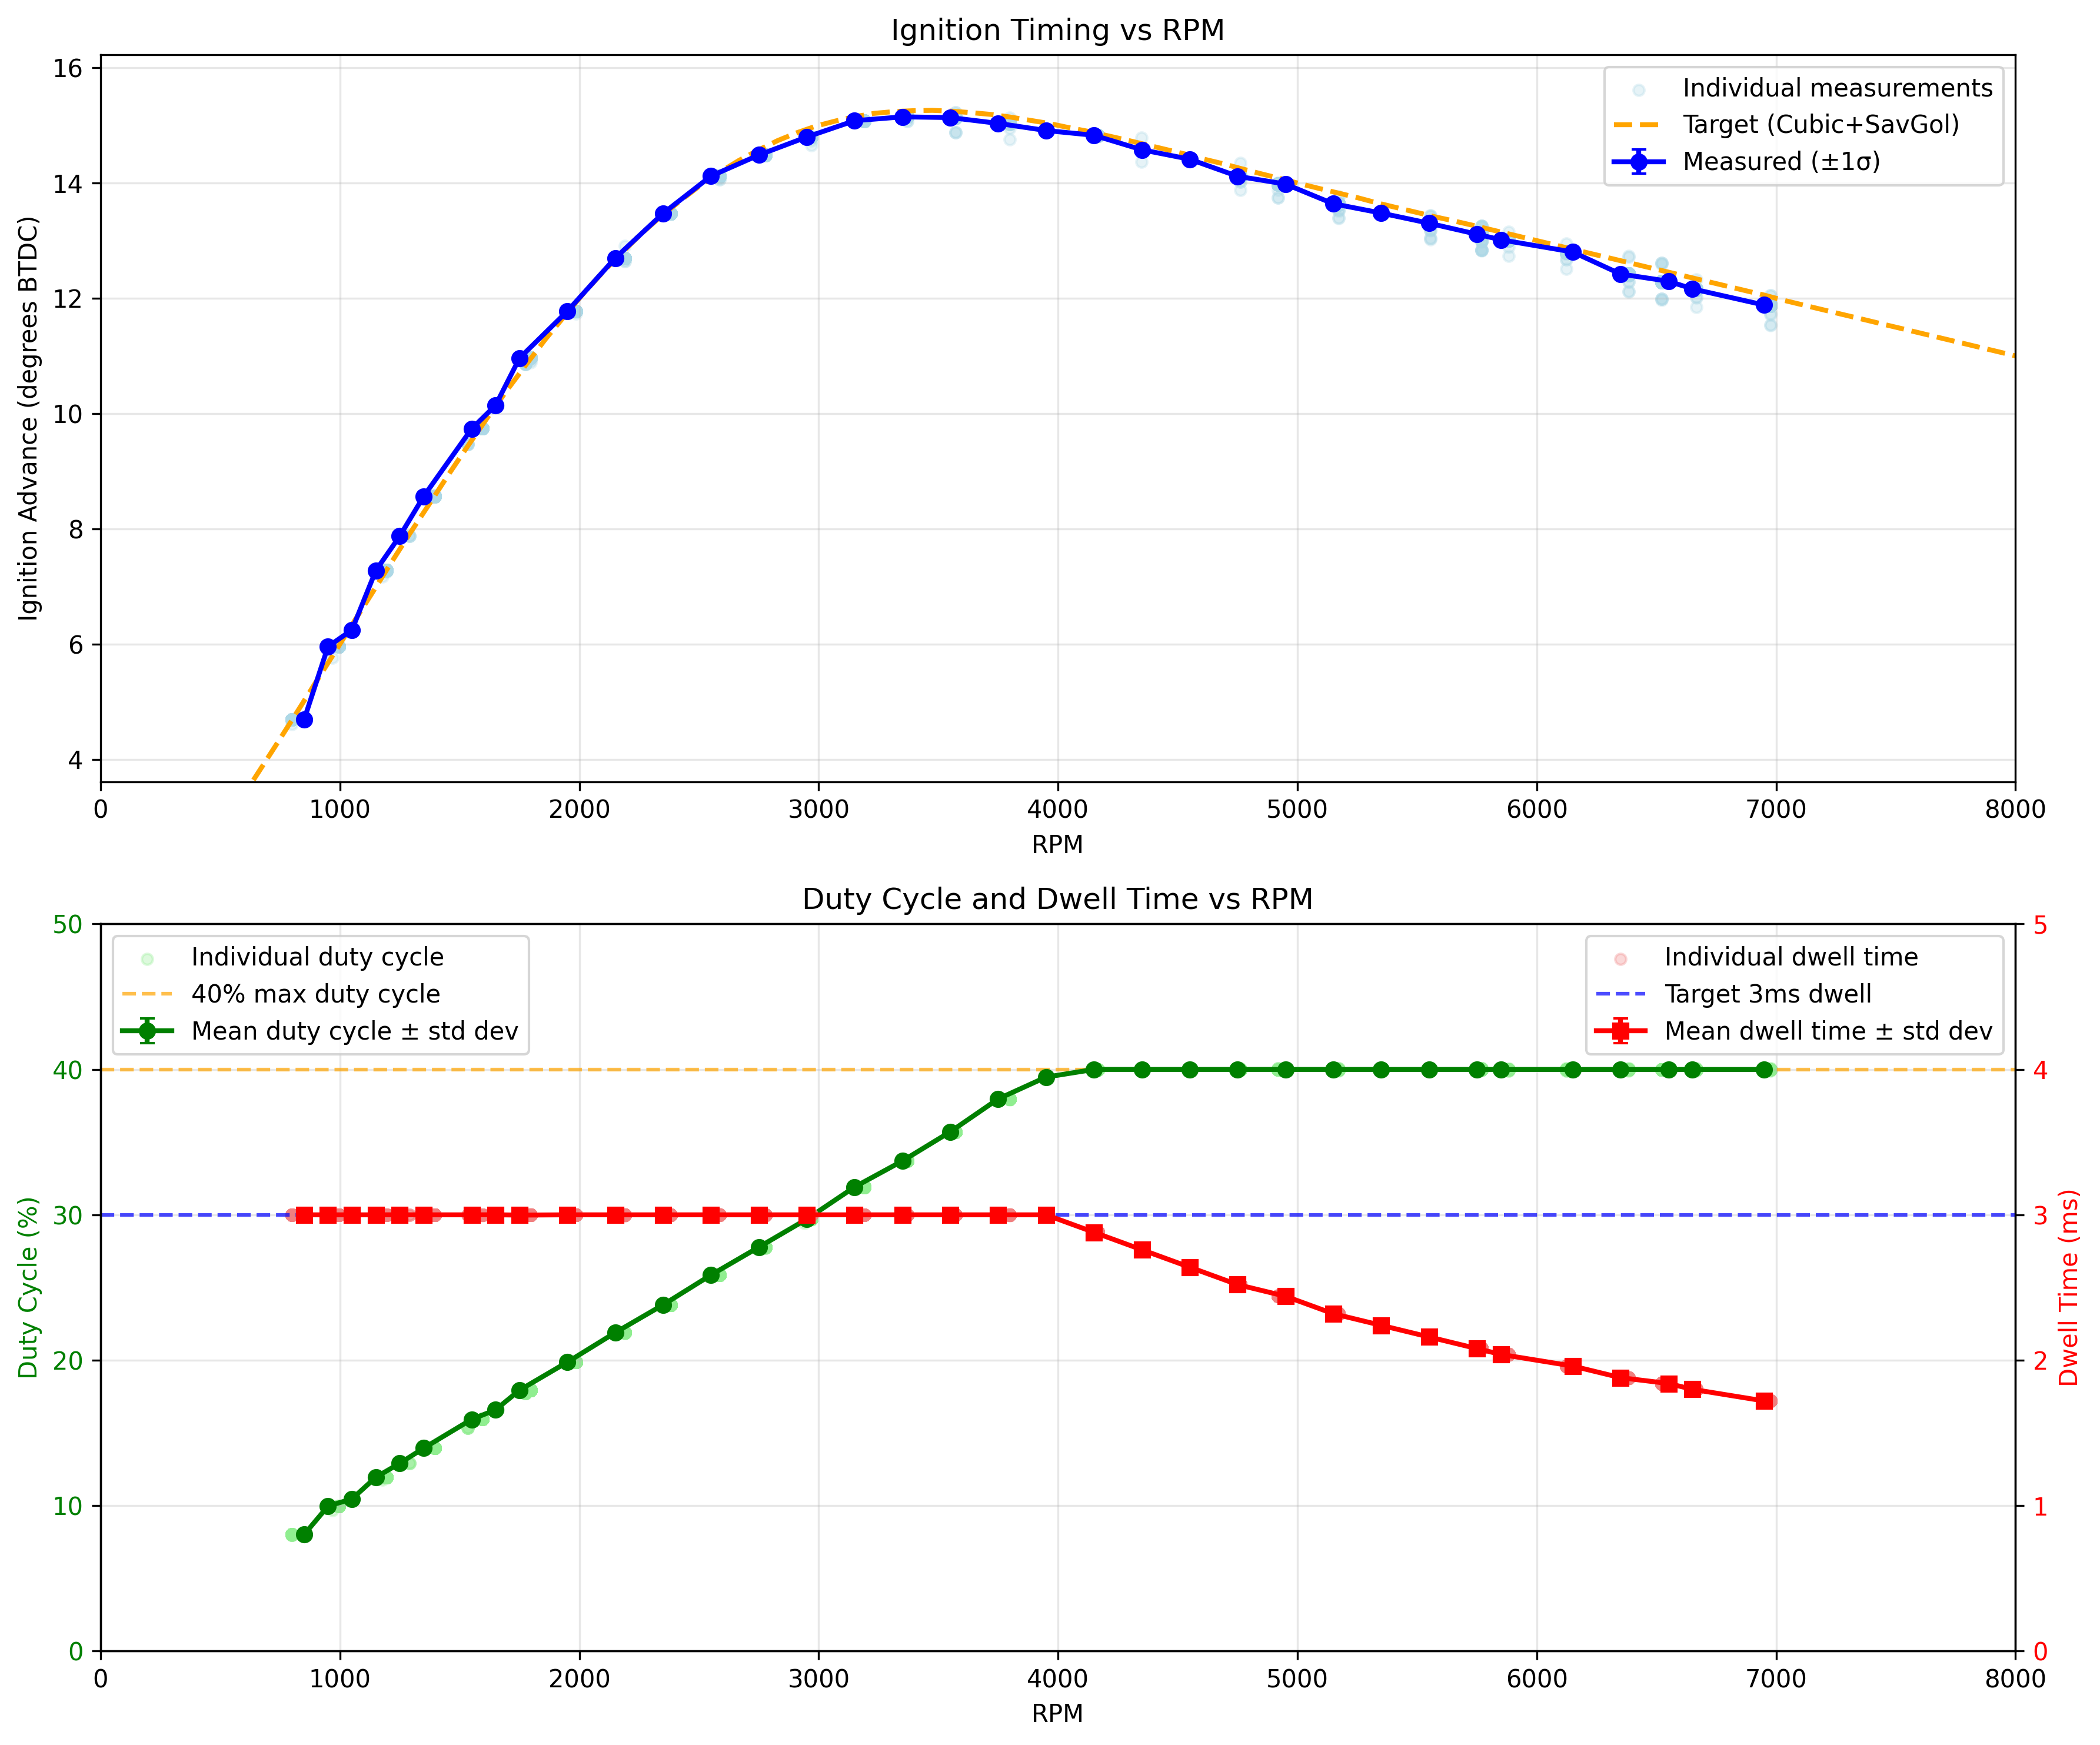 Ignition Timing vs RPM
Individual measurements
Target (Cubic+SavGol)
Measured (±1σ)
Ignition Advance (degrees BTDC)
16
14
12
10
8
6
4
0 1000 2000 3000 4000 5000 6000 7000 8000
RPM
Duty Cycle and Dwell Time vs RPM
Individual duty cycle
40% max duty cycle
Mean duty cycle ± std dev
Individual dwell time
Target 3ms dwell
Mean dwell time ± std dev
Duty Cycle (%)
50
40
30
20
10
0
5
4
3
2
1
0
Dwell Time (ms)
0 1000 2000 3000 4000 5000 6000 7000 8000
RPM